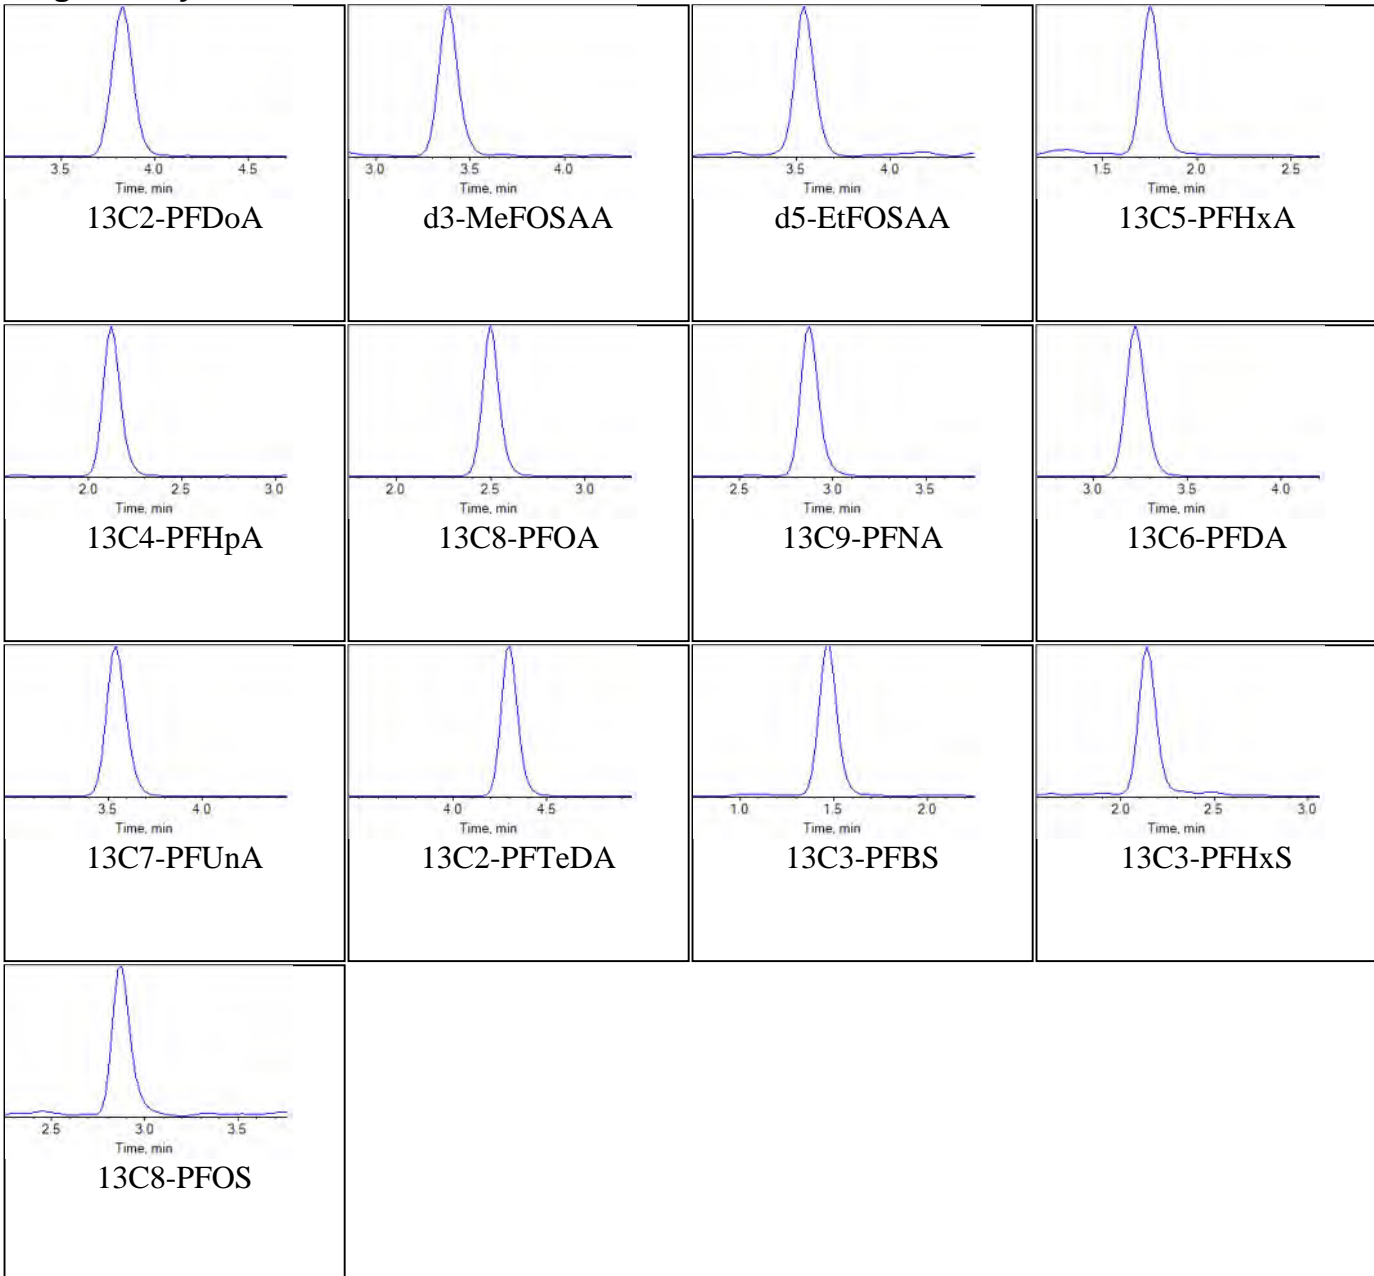 3.5 4.0 4.5
Time, min
13C2-PFDoA
3.0 3.5 4.0
Time, min
d3-MeFOSAA
3.5 4.0
Time, min
d5-EtFOSAA
1.5 2.0 2.5
Time, min
13C5-PFHxA
2.0 2.5 3.0
Time, min
13C4-PFHpA
2.0 2.5 3.0
Time, min
13C8-PFOA
2.5 3.0 3.5
Time, min
13C9-PFNA
3.0 3.5 4.0
Time, min
13C6-PFDA
3.5 4.0
Time, min
13C7-PFUnA
4.0 4.5
Time, min
13C2-PFTeDA
1.0 1.5 2.0
Time, min
13C3-PFBS
2.0 2.5 3.0
Time, min
13C3-PFHxS
2.5 3.0 3.5
Time, min
13C8-PFOS